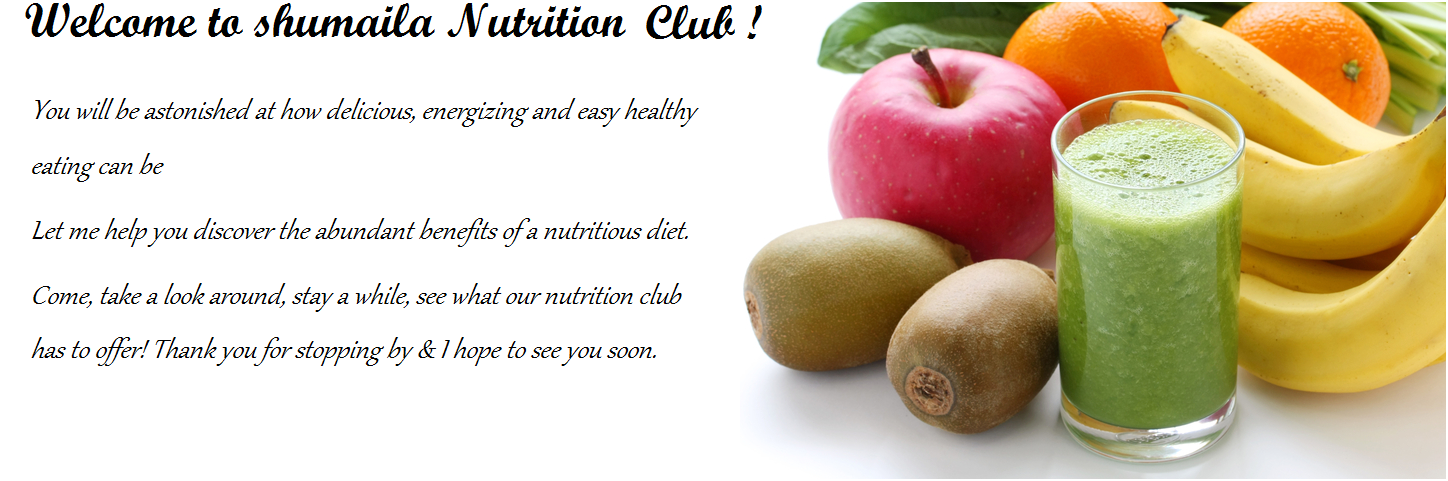 Welcome to shumaila Nutrition Club !
You will be astonished at how delicious, energizing and easy healthy
eating can be
Let me help you discover the abundant benefits of a nutritious diet.
Come, take a look around, stay a while, see what our nutrition club
has to offer! Thank you for stopping by & I hope to see you soon.